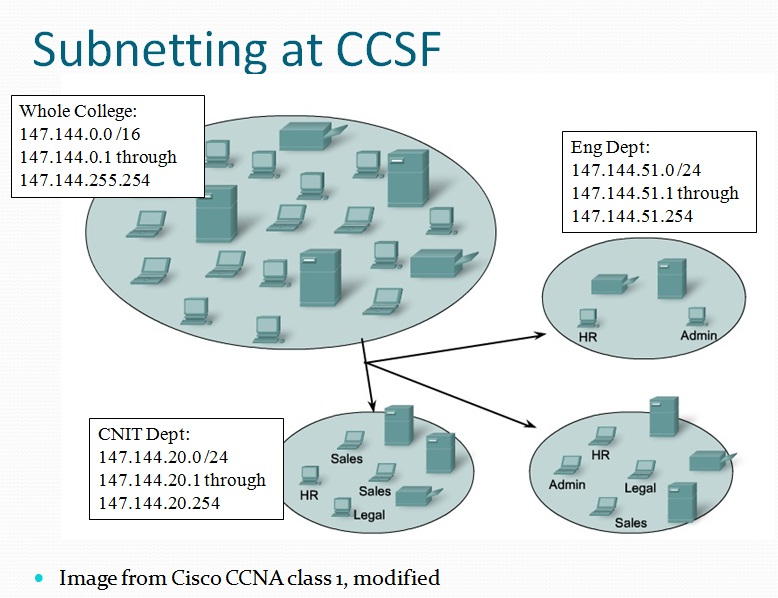 Subnetting at CCSF
Whole College:
147.144.0.0 /16
147.144.0.1 through
147.144.255.254
Eng Dept:
147.144.51.0 /24
147.144.51.1 through
147.144.51.254
HR
Admin
CNIT Dept:
147.144.20.0 /24
147.144.20.1 through
147.144.20.254
Sales
HR
Sales
Legal
HR
Admin
Legal
Sales
Image from Cisco CCNA class 1, modified